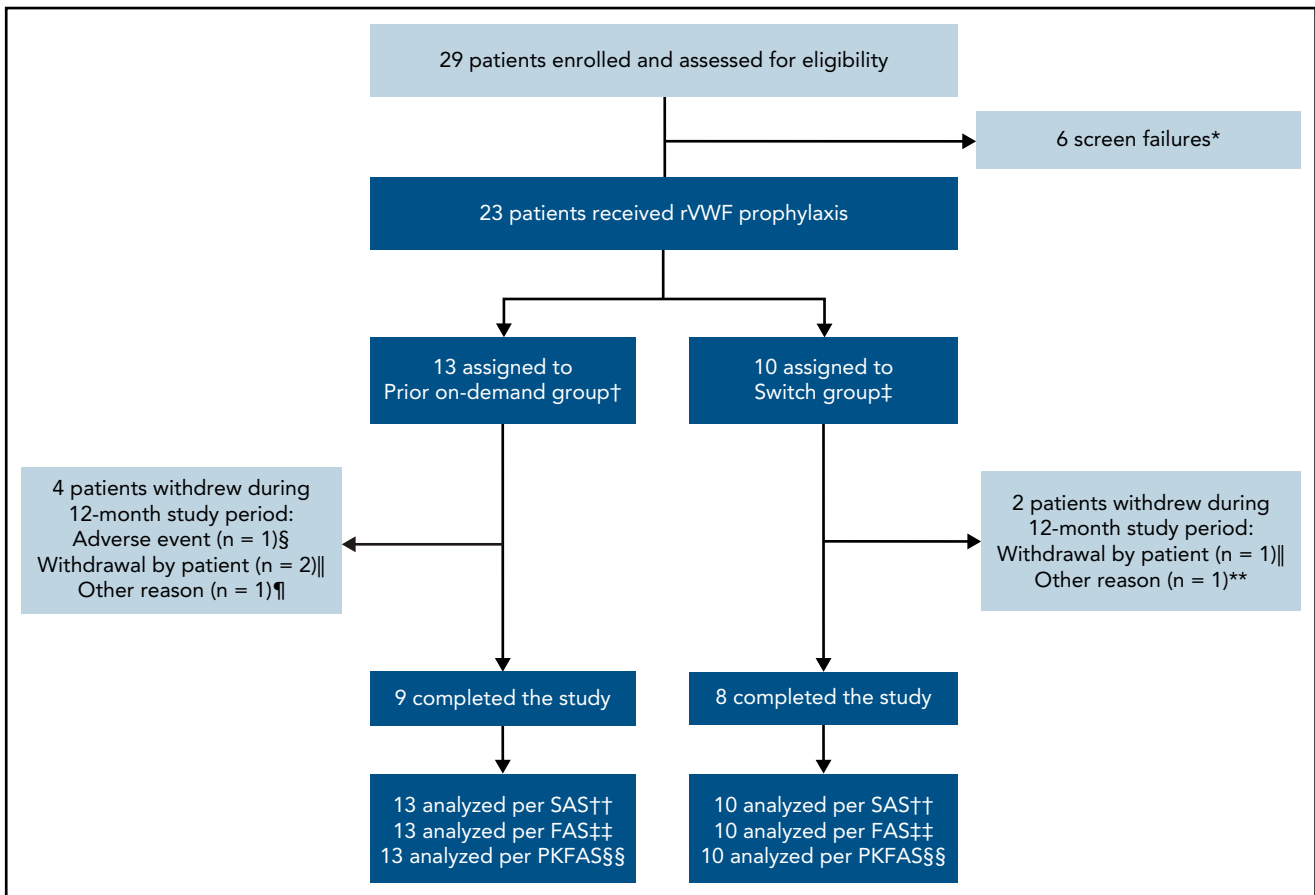 29 patients enrolled and assessed for eligibility
6 screen failures*
23 patients received rVWF prophylaxis
13 assigned to
Prior on-demand group†
10 assigned to
Switch group‡
4 patients withdrew during
12-month study period:
Adverse event (n = 1)§
Withdrawal by patient (n = 2)||
Other reason (n = 1)¶
2 patients withdrew during
12-month study period:
Withdrawal by patient (n = 1)||
Other reason (n = 1)**
9 completed the study
8 completed the study
13 analyzed per SAS††
13 analyzed per FAS‡‡
13 analyzed per PKFAS§§
10 analyzed per SAS††
10 analyzed per FAS‡‡
10 analyzed per PKFAS§§